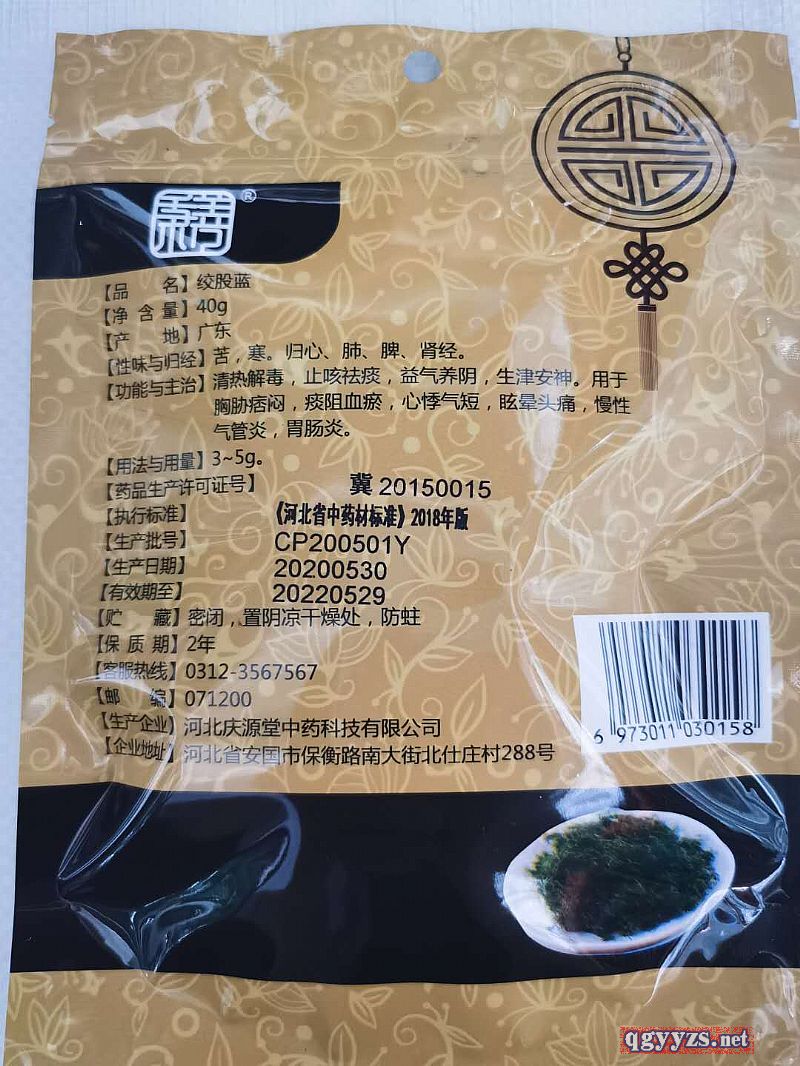 ®
【品 名】绞股蓝
【净 含 量】40g
【产 地】广东
【性味与归经】苦，寒。归心、肺、脾、肾经。
【功能与主治】清热解毒，止咳祛痰，益气养阴，生津安神。用于
胸胁痞闷，痰阻血瘀，心悸气短，眩晕头痛，慢性
气管炎，胃肠炎。
【用法与用量】3~5g。
【药品生产许可证号】 冀 20150015
【执行标准】 《河北省中药材标准》2018年版
【生产批号】 CP200501Y
【生产日期】 20200530
【有效期至】 20220529
【贮 藏】密闭，置阴凉干燥处，防蛀
【保 质 期】2年
【客服热线】0312-3567567
【邮 编】071200
【生产企业】河北庆源堂中药科技有限公司
【企业地址】河北省安国市保衡路南大街北仕庄村288号
6 973011 030158
qgyyzs.net